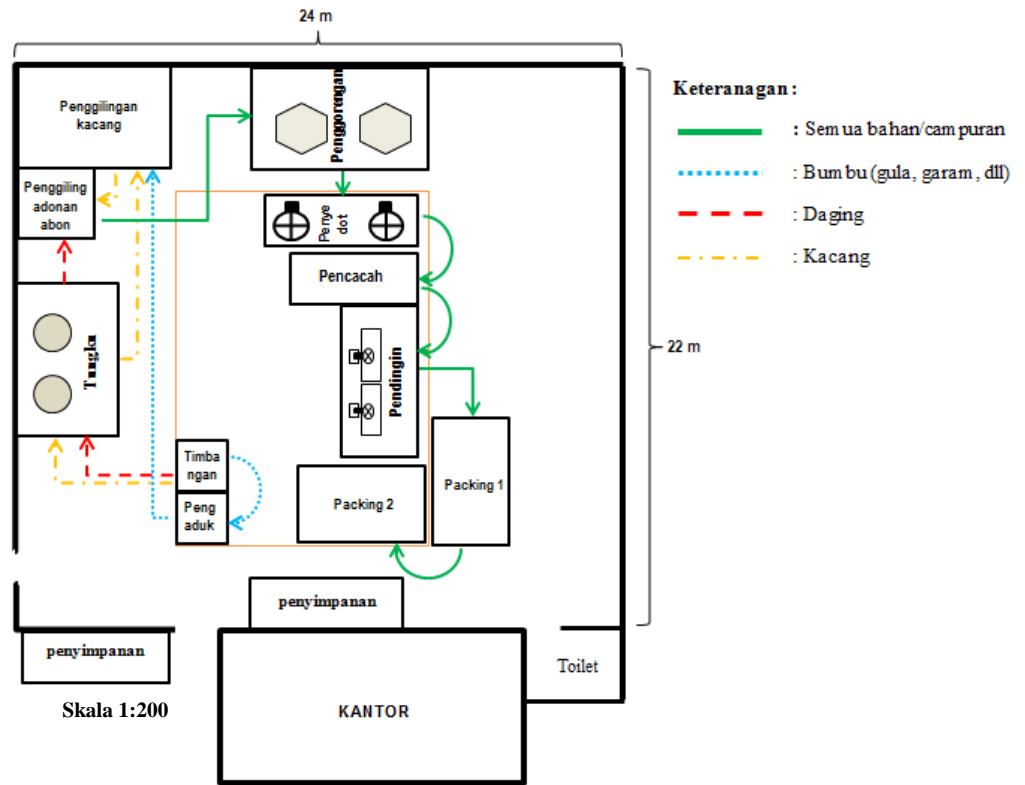 24 m
Penggilingan
kacang
Penggorengan
Keteranagan :
: Semua bahan/campuran
: Bumbu (gula, garam, dll)
: Daging
: Kacang
Penggiling
adonan
abon
Penye
dot
Pencacah
Tungku
Pendingin
22 m
Timba
ngan
Peng
aduk
Packing 2
Packing 1
penyimpanan
penyimpanan
Toilet
Skala 1:200
KANTOR